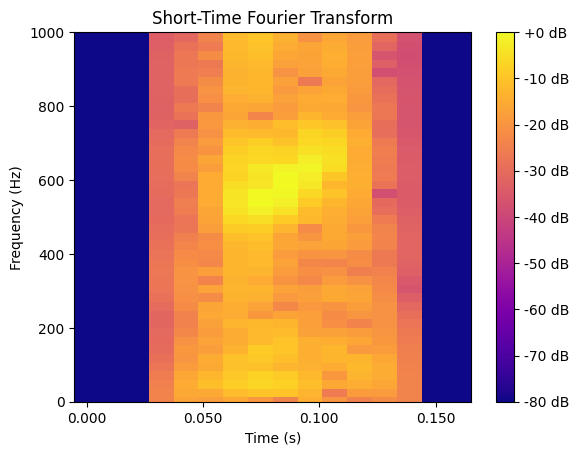 Short-Time Fourier Transform
1000
800
600
400
200
0
Frequency (Hz)
0.000
0.050
0.100
0.150
Time (s)
+0 dB
-10 dB
-20 dB
-30 dB
-40 dB
-50 dB
-60 dB
-70 dB
-80 dB